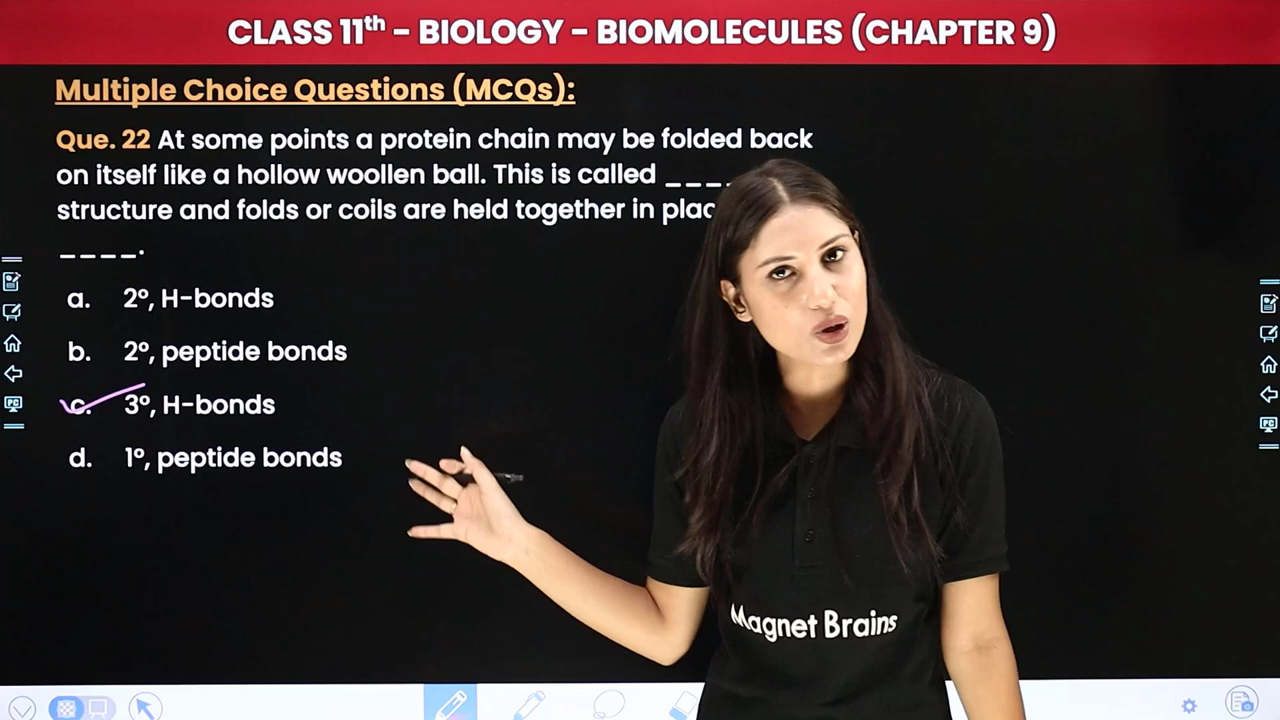 CLASS 11th - BIOLOGY - BIOMOLECULES (CHAPTER 9)
Multiple Choice Questions (MCQs):
Que. 22 At some points a protein chain may be folded back
on itself like a hollow woollen ball. This is called ____
structure and folds or coils are held together in
____.
a. 2°, H-bonds
b. 2°, peptide bonds
c. 3°, H-bonds
d. 1°, peptide bonds
Magnet Brains
PC
PC